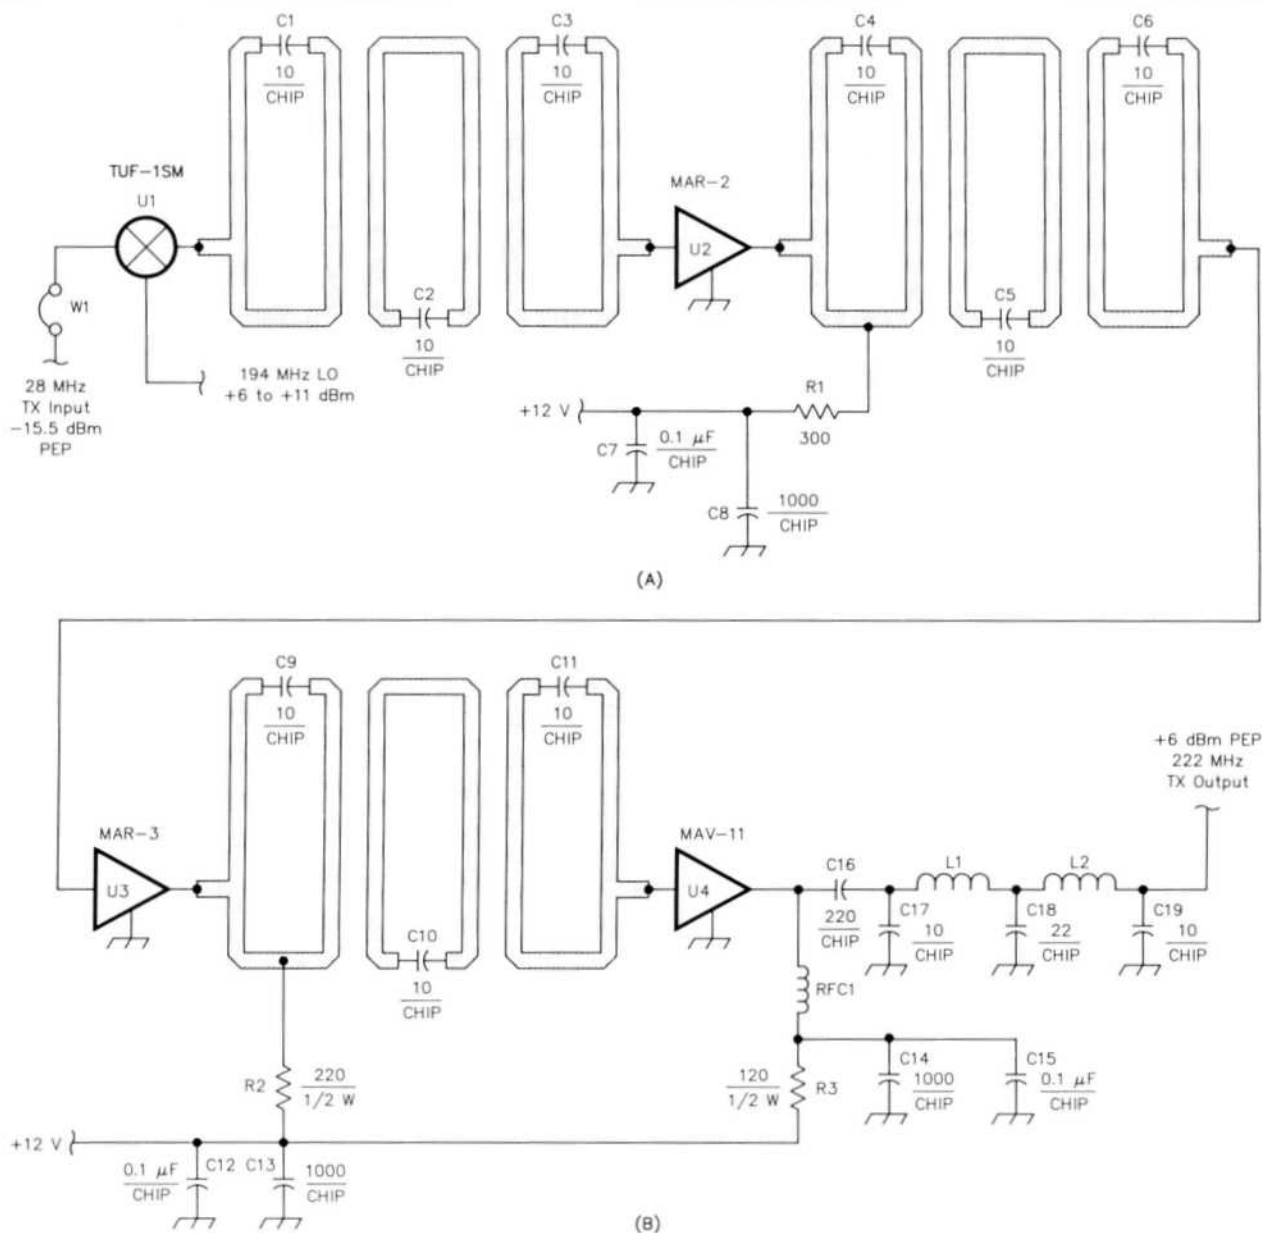 C1
10
CHIP
C3
10
CHIP
C4
10
CHIP
C6
10
CHIP
TUF-1SM
U1
MAR-2
U2
W1
C2
10
CHIP
C5
10
CHIP
28 MHz
TX Input
-15.5 dBm
PEP
194 MHz LO
+6 to +11 dBm
+12 V
R1
300
C7
0.1 µF
CHIP
C8
1000
CHIP
(A)
C9
10
CHIP
C11
10
CHIP
+6 dBm PEP
222 MHz
TX Output
MAR-3
U3
MAV-11
U4
C16
220
CHIP
L1
L2
C17
10
CHIP
C18
22
CHIP
C19
10
CHIP
C10
10
CHIP
RFC1
R2
220
1/2 W
120
1/2 W
R3
C14
1000
CHIP
C15
0.1 µF
CHIP
+12 V
0.1 µF
CHIP
C12
C13
1000
CHIP
(B)